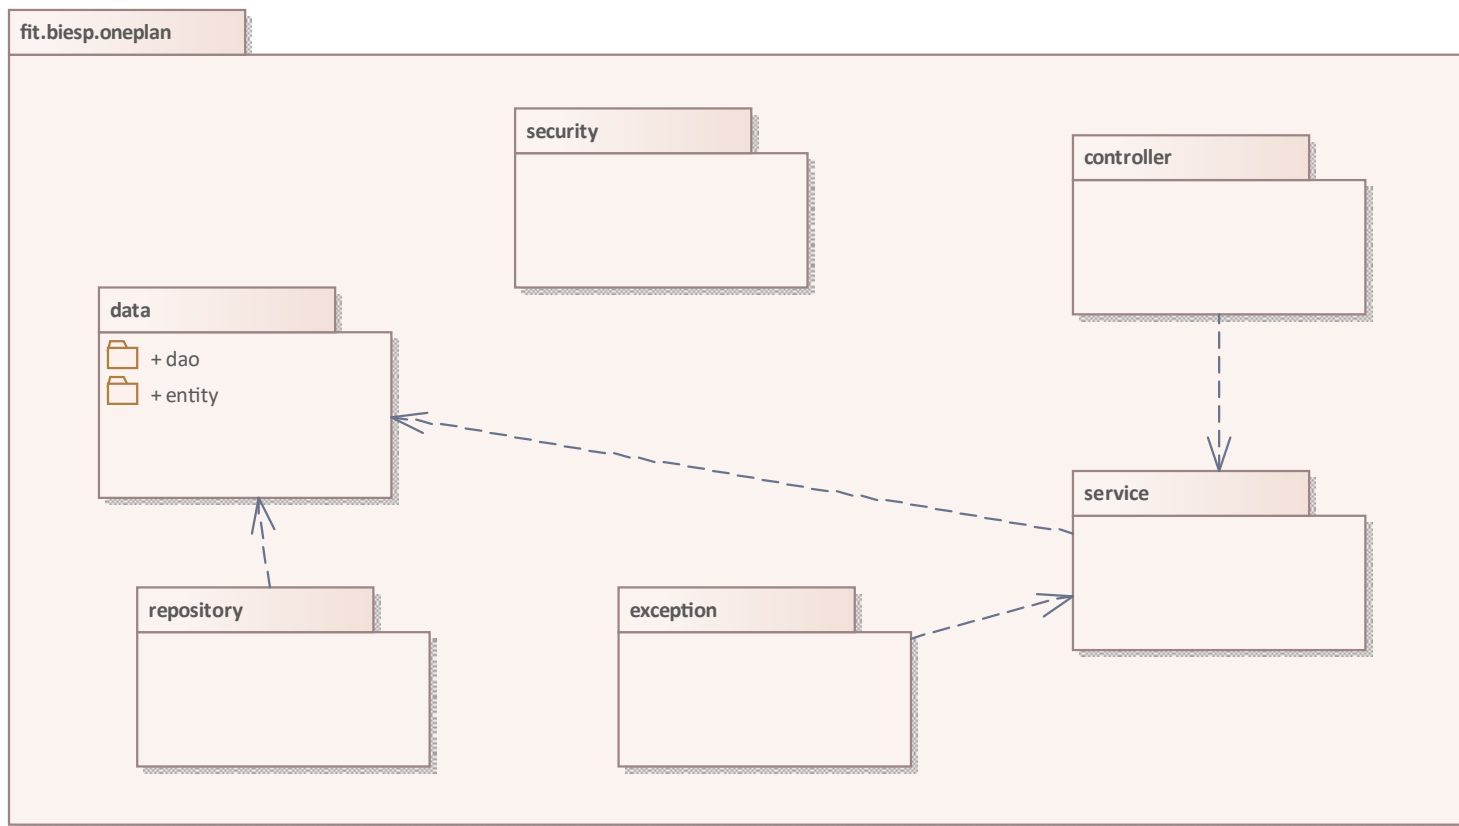 fit.biesp.oneplan
security
controller
data
+ dao
+ entity
service
repository
exception